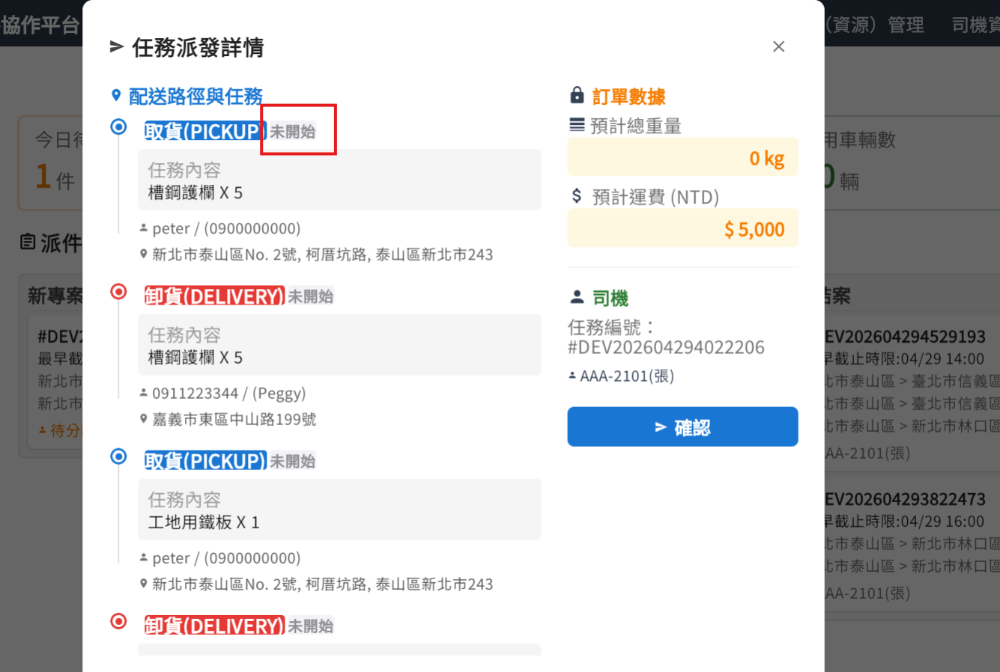 協作平台
（資源）管理
司機資
任務派發詳情
配送路徑與任務
取貨(PICKUP) 未開始
任務內容
槽鋼護欄 X 5
peter / (0900000000)
新北市泰山區No. 2號, 柯厝坑路, 泰山區新北市243
卸貨(DELIVERY) 未開始
任務內容
槽鋼護欄 X 5
0911223344 / (Peggy)
嘉義市東區中山路199號
取貨(PICKUP) 未開始
任務內容
工地用鐵板 X 1
peter / (0900000000)
新北市泰山區No. 2號, 柯厝坑路, 泰山區新北市243
卸貨(DELIVERY) 未開始
訂單數據
預計總重量
0 kg
預計運費 (NTD)
$ 5,000
司機
任務編號：
#DEV202604294022206
AAA-2101(張)
確認
今日待
1 件
派件
新專案
#DEV2
最早截
新北市
新北市
待分
用車輛數
0 輛
結案
EV202604294529193
早截止時限:04/29 14:00
北市泰山區 > 臺北市信義區
北市泰山區 > 臺北市信義區
北市泰山區 > 新北市林口區
AA-2101(張)
EV202604293822473
早截止時限:04/29 16:00
北市泰山區 > 新北市林口區
北市泰山區 > 新北市林口區
AA-2101(張)